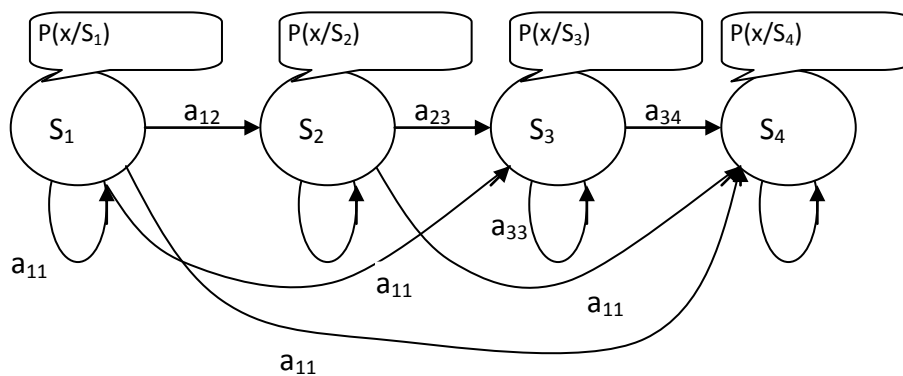 P(x/S₁) P(x/S₂) P(x/S₃) P(x/S₄)
a₁₂ a₂₃ a₃₄
S₁ S₂ S₃ S₄
a₃₃
a₁₁ a₁₁ a₁₁
a₁₁